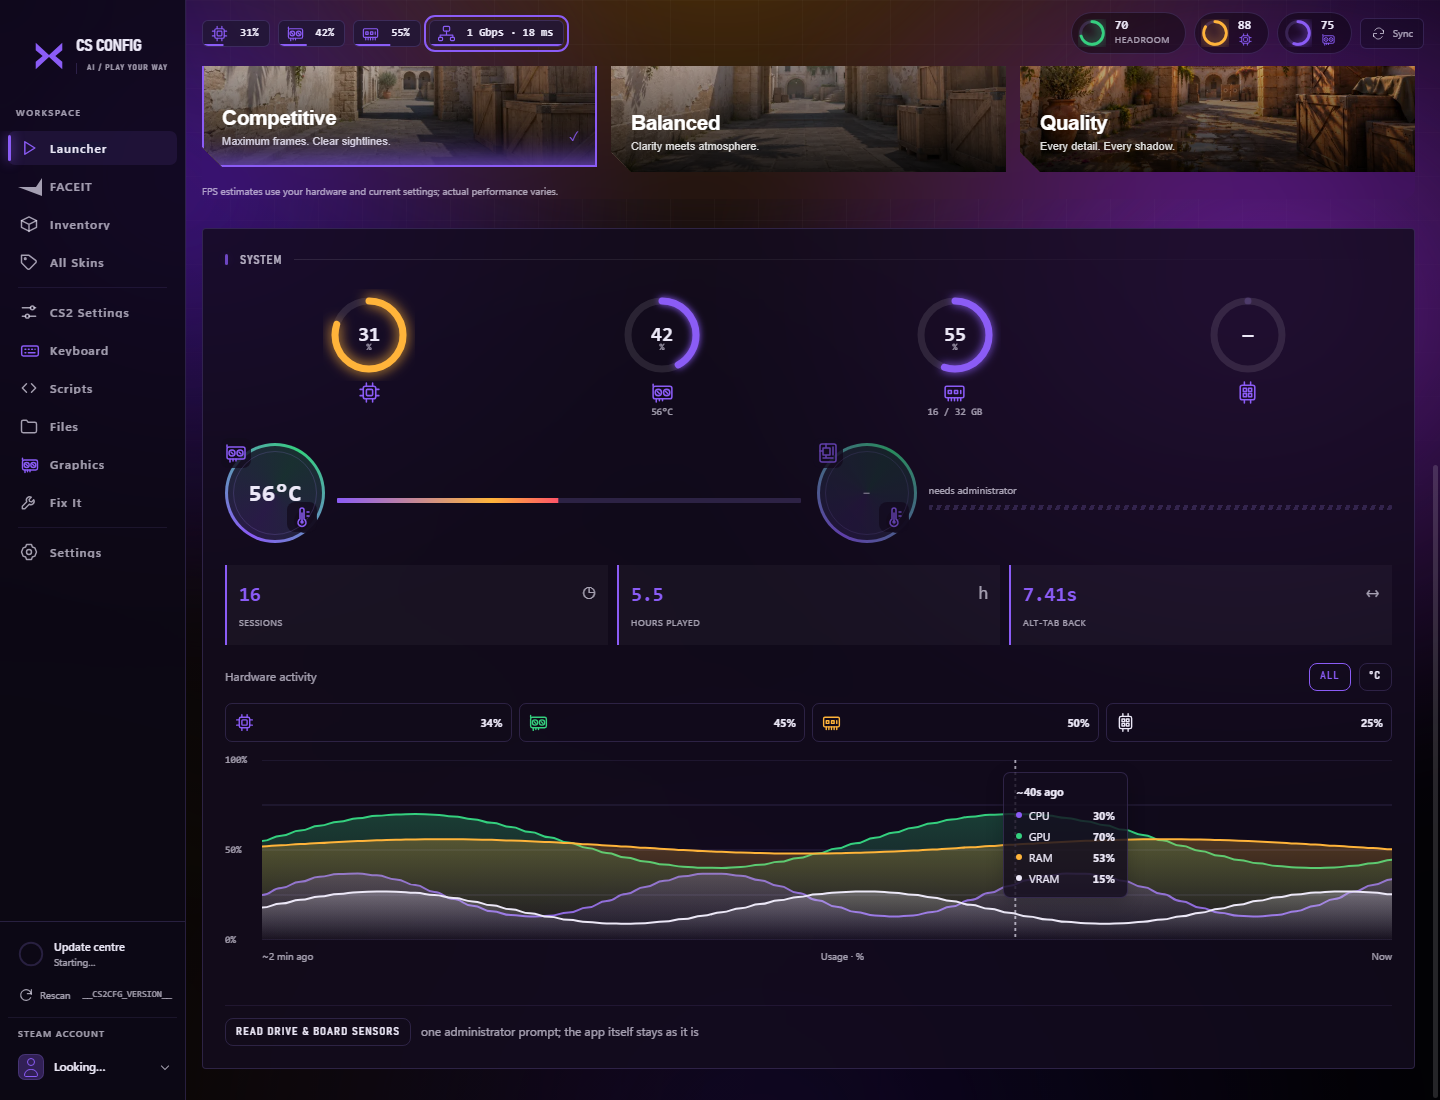 CS CONFIG
AI / PLAY YOUR WAY
WORKSPACE
Launcher
FACEIT
Inventory
All Skins
CS2 Settings
Keyboard
Scripts
Files
Graphics
Fix It
Settings
Update centre
Starting...
Rescan __CS2CFG_VERSION__
STEAM ACCOUNT
Looking...
31% 42% 55% 1 Gbps · 18 ms
70 HEADROOM
88
75
Sync
Competitive
Maximum frames. Clear sightlines.
Balanced
Clarity meets atmosphere.
Quality
Every detail. Every shadow.
FPS estimates use your hardware and current settings; actual performance varies.
SYSTEM
31 %
42 %
55 %
—
56°C
16 / 32 GB
56°C
–
needs administrator
16
SESSIONS
5.5 h
HOURS PLAYED
7.41s ↔
ALT-TAB BACK
Hardware activity
ALL °C
34% 45% 50% 25%
100%
50%
0%
~40s ago
CPU 30%
GPU 70%
RAM 53%
VRAM 15%
~2 min ago Usage · % Now
READ DRIVE & BOARD SENSORS one administrator prompt; the app itself stays as it is